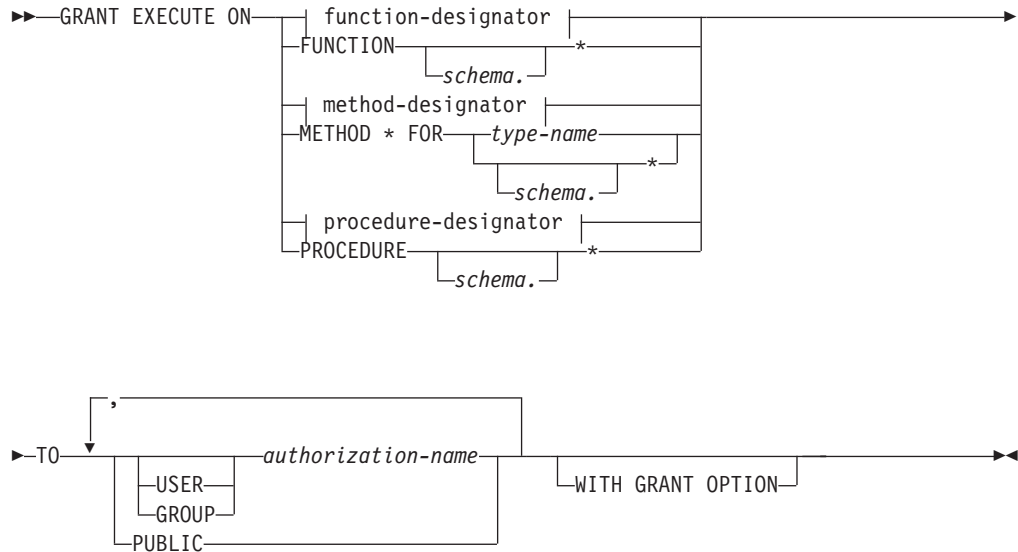 GRANT EXECUTE ON function-designator
FUNCTION *
schema.
method-designator
METHOD * FOR type-name
*
schema.
procedure-designator
PROCEDURE *
schema.
,
TO authorization-name
USER WITH GRANT OPTION
GROUP
PUBLIC